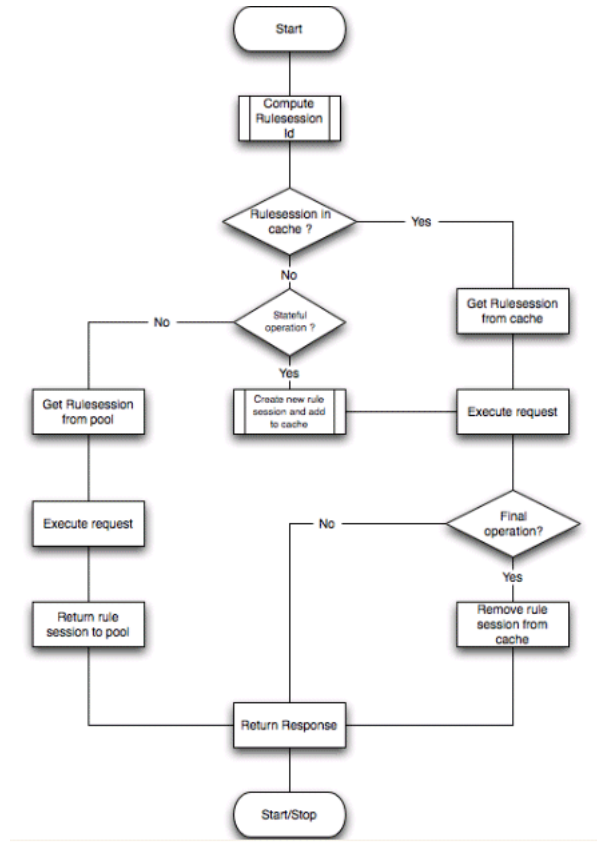 Start
Compute
Rulesession
Id
Rulesession in
cache ?
Yes
No
Stateful
operation ?
No
Get Rulesession
from cache
Yes
Get Rulesession
from pool
Create new rule
session and add
to cache
Execute request
Execute request
No
Final
operation?
Yes
Return rule
session to pool
Remove rule
session from
cache
Return Response
Start/Stop